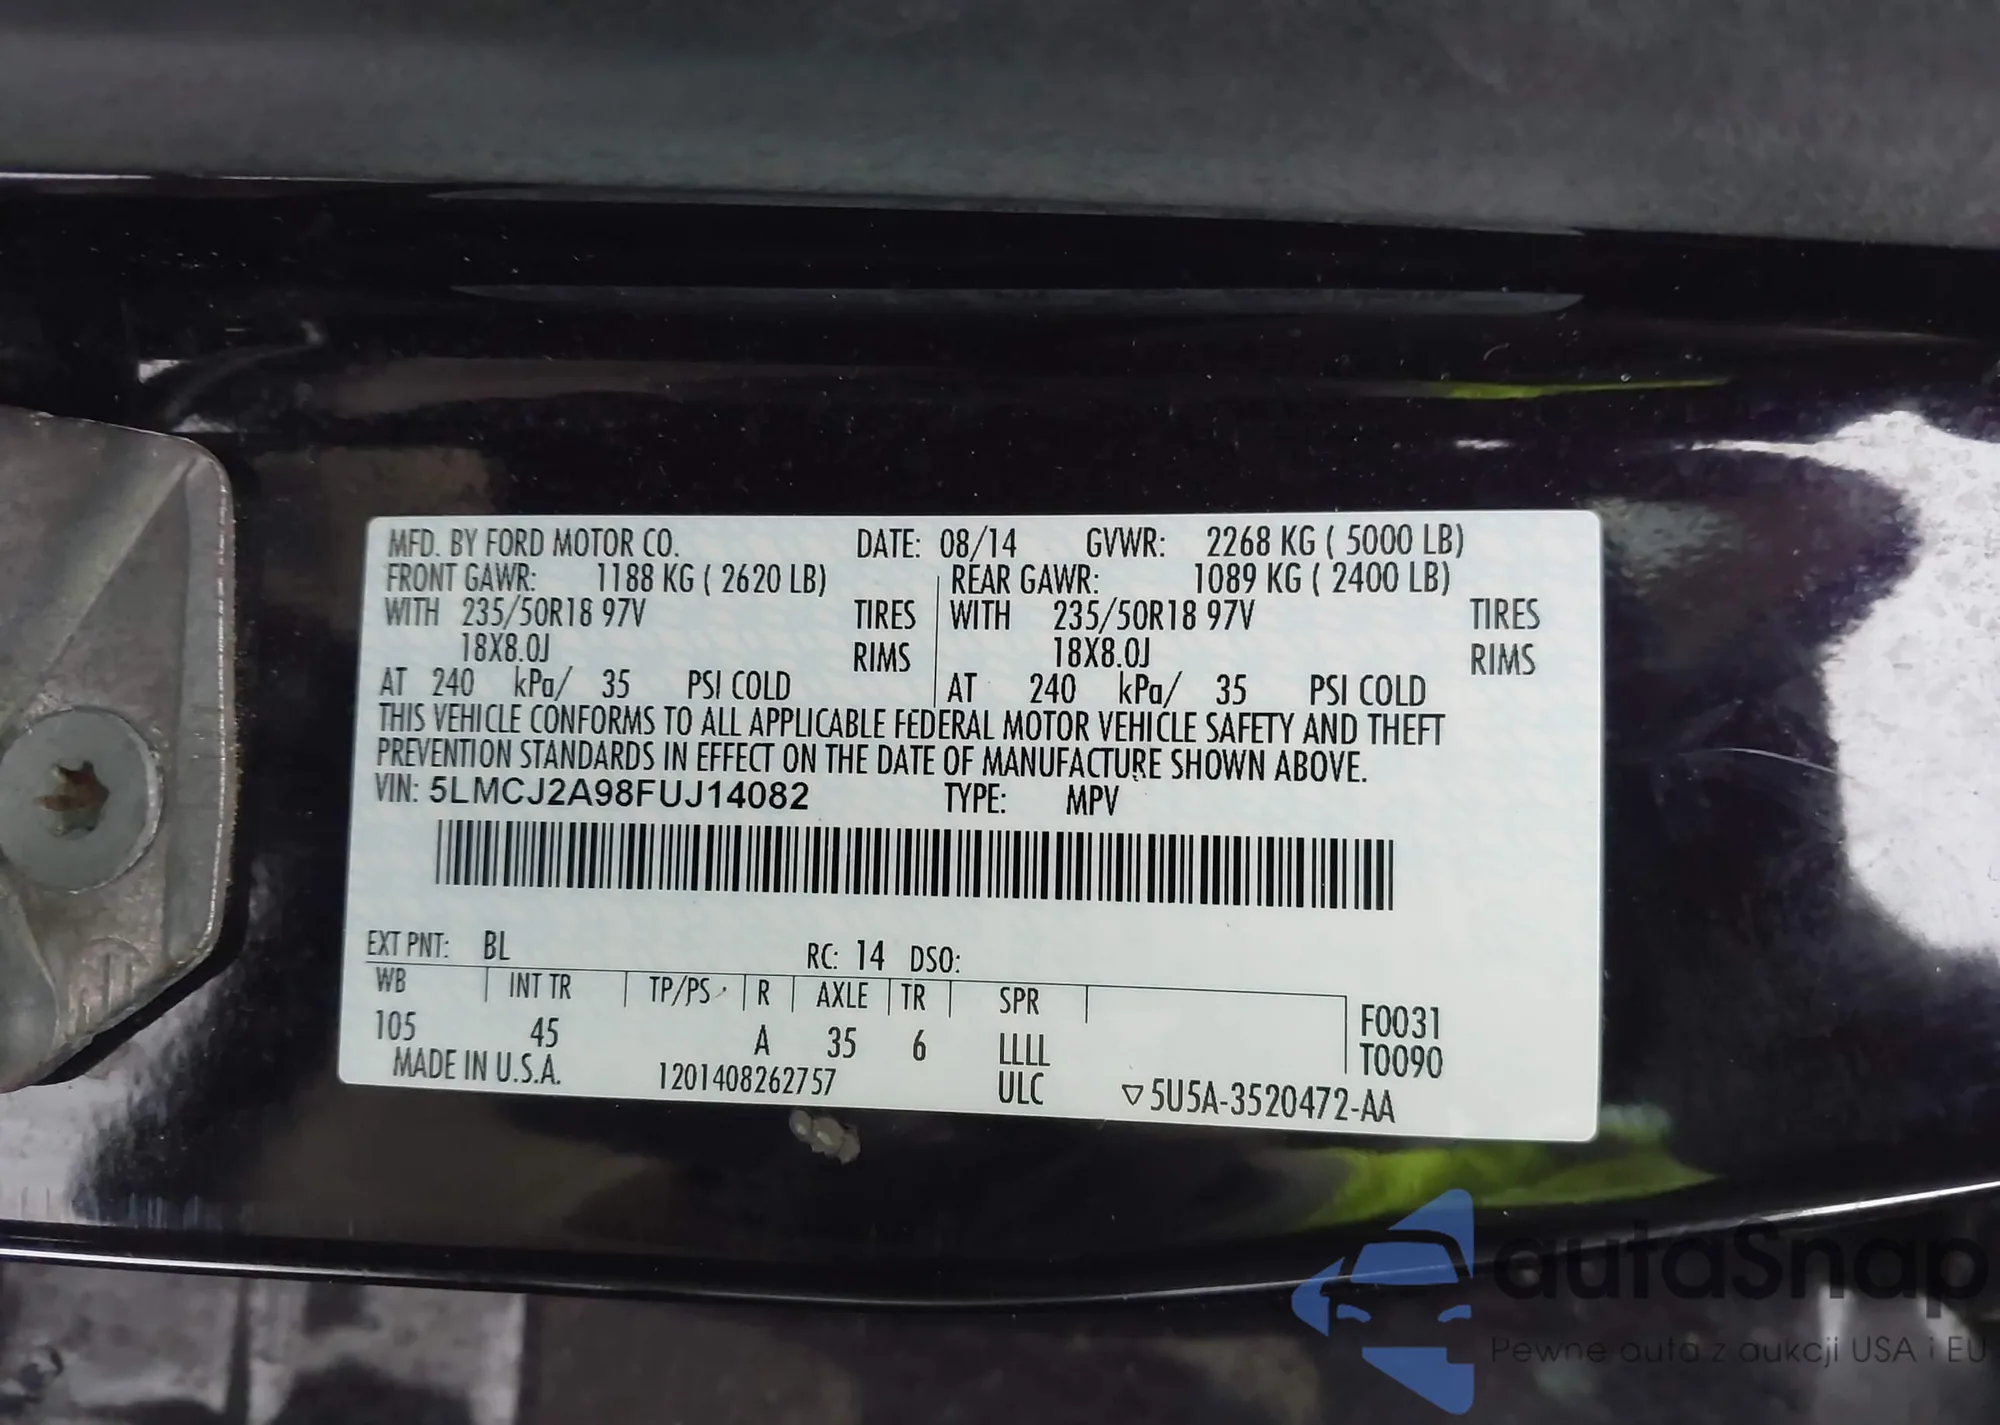 MFD. BY FORD MOTOR CO. DATE: 08/14 GVWR: 2268 KG ( 5000 LB)
FRONT GAWR: 1188 KG ( 2620 LB) REAR GAWR: 1089 KG ( 2400 LB)
WITH 235/50R18 97V TIRES WITH 235/50R18 97V TIRES
18X8.0J RIMS 18X8.0J RIMS
AT 240 kPa/ 35 PSI COLD AT 240 kPa/ 35 PSI COLD
THIS VEHICLE CONFORMS TO ALL APPLICABLE FEDERAL MOTOR VEHICLE SAFETY AND THEFT
PREVENTION STANDARDS IN EFFECT ON THE DATE OF MANUFACTURE SHOWN ABOVE.
VIN: 5LMCJ2A98FUJ14082 TYPE: MPV
EXT PNT: BL RC: 14 DSO:
WB INT TR TP/PS R AXLE TR SPR
105 45 A 35 6 LLLL F0031
T0090
MADE IN U.S.A. 1201408262757 ULC ▽5U5A-3520472-AA
autaSnap
Pewne auta z aukcji USA i EU